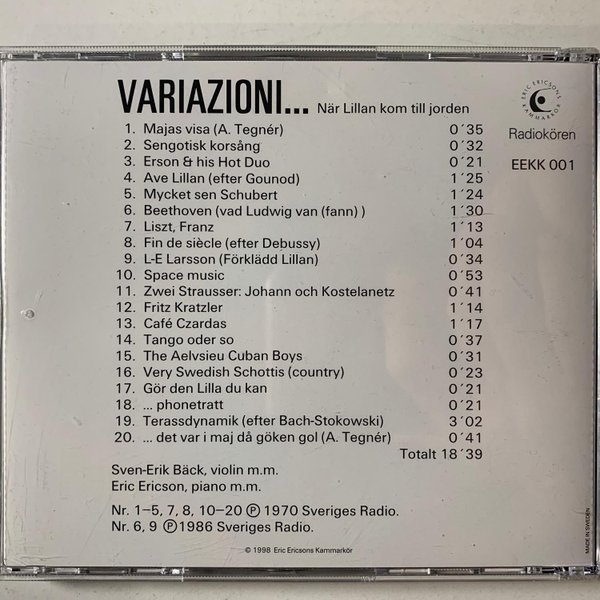 VARIAZIONI... När Lillan kom till jorden
ERIC ERICSONS KAMMARKÖR
Radiokören
EEKK 001
1. Majas visa (A. Tegnér) 0´35
2. Sengotisk korsång 0´32
3. Erson & his Hot Duo 0´21
4. Ave Lillan (efter Gounod) 1´25
5. Mycket sen Schubert 1´24
6. Beethoven (vad Ludwig van (fann) ) 1´30
7. Liszt, Franz 1´13
8. Fin de siècle (efter Debussy) 1´04
9. L-E Larsson (Förklädd Lillan) 0´34
10. Space music 0´53
11. Zwei Strausser: Johann och Kostelanetz 0´41
12. Fritz Kratzler 1´14
13. Café Czardas 1´17
14. Tango oder so 0´37
15. The Aelvsieu Cuban Boys 0´31
16. Very Swedish Schottis (country) 0´23
17. Gör den Lilla du kan 0´21
18. ... phonetratt 0´21
19. Terassdynamik (efter Bach-Stokowski) 3´02
20. ... det var i maj då göken gol (A. Tegnér) 0´41
Totalt 18´39
Sven-Erik Bäck, violin m.m.
Eric Ericson, piano m.m.
Nr. 1–5, 7, 8, 10–20 ℗ 1970 Sveriges Radio.
Nr. 6, 9 ℗ 1986 Sveriges Radio.
© 1998 Eric Ericsons Kammarkör
MADE IN SWEDEN